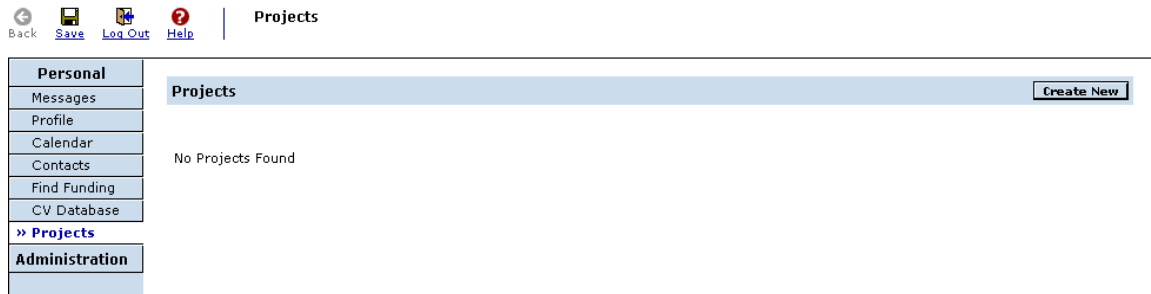 Projects
Back Save Log Out Help
Personal
Messages
Profile
Calendar
Contacts
Find Funding
CV Database
» Projects
Administration
Projects Create New
No Projects Found